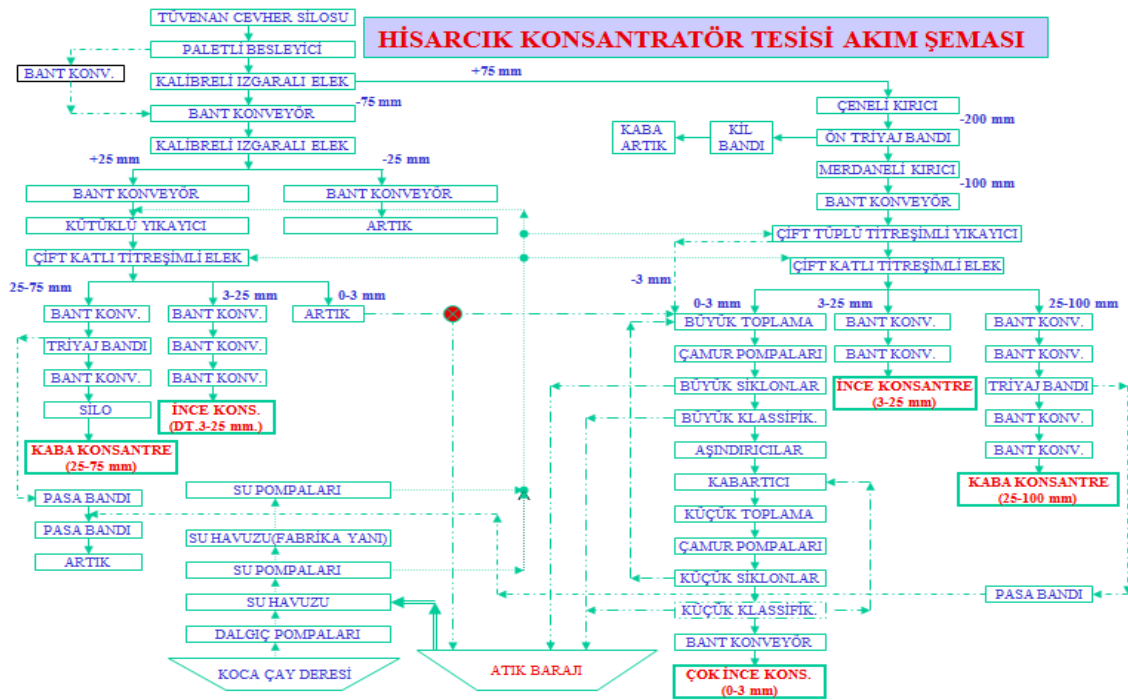 HİSARCIK KONSANTRATÖR TESİSİ AKIM ŞEMASI
TÜVENAN CEVHER SİLOSU
PALETLİ BESLEYİCİ
BANT KONV.
KALİBRELİ IZGARALI ELEK
+75 mm
-75 mm
BANT KONVEYÖR
KALİBRELİ IZGARALI ELEK
+25 mm
-25 mm
BANT KONVEYÖR
BANT KONVEYÖR
KÜTÜKLÜ YIKAYICI
ARTIK
ÇİFT KATLI TİTREŞİMLİ ELEK
25-75 mm
3-25 mm
0-3 mm
BANT KONV.
BANT KONV.
ARTIK
TRİYAJ BANDI
BANT KONV.
BANT KONV.
BANT KONV.
SİLO
İNCE KONS.
(DT.3-25 mm.)
KABA KONSANTRE
(25-75 mm)
PASA BANDI
PASA BANDI
ARTIK
SU POMPALARI
SU HAVUZU(FABRİKA YANI)
SU POMPALARI
SU HAVUZU
DALGIÇ POMPALARI
KOCA ÇAY DERESİ
ATIK BARAJI
ÇENELİ KIRICI
-200 mm
KABA
ARTIK
KİL
BANDI
ÖN TRİYAJ BANDI
MERDANELİ KIRICI
-100 mm
BANT KONVEYÖR
ÇİFT TÜPLÜ TİTREŞİMLİ YIKAYICI
ÇİFT KATLI TİTREŞİMLİ ELEK
-3 mm
0-3 mm
3-25 mm
25-100 mm
BÜYÜK TOPLAMA
BANT KONV.
BANT KONV.
ÇAMUR POMPALARI
BANT KONV.
BANT KONV.
BÜYÜK SİKLONLAR
İNCE KONSANTRE
(3-25 mm)
TRİYAJ BANDI
BÜYÜK KLASSİFİK.
BANT KONV.
AŞINDIRICILAR
BANT KONV.
KABARTICI
KABA KONSANTRE
(25-100 mm)
KÜÇÜK TOPLAMA
ÇAMUR POMPALARI
KÜÇÜK SİKLONLAR
PASA BANDI
KÜÇÜK KLASSİFİK.
BANT KONVEYÖR
ÇOK İNCE KONS.
(0-3 mm)